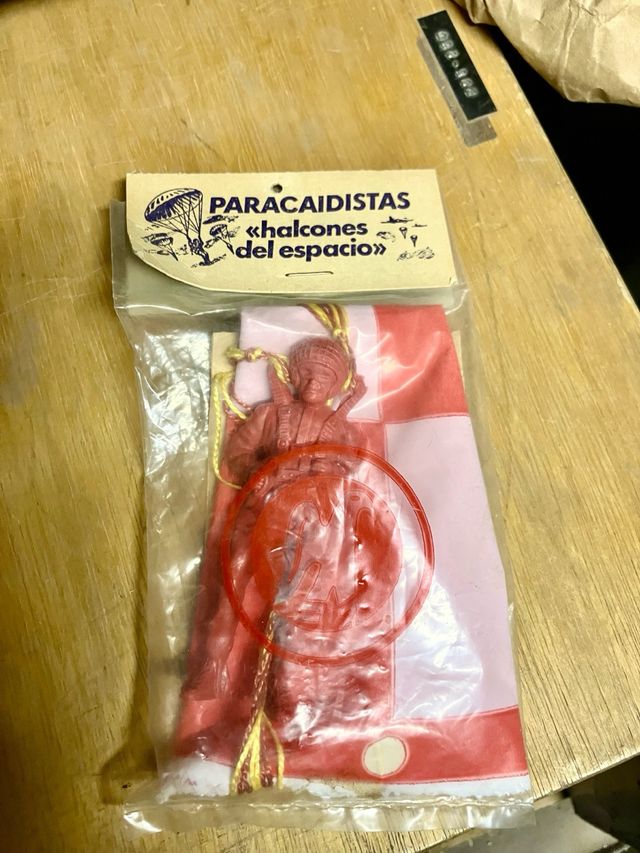 PARACAIDISTAS
«halcones
del espacio»